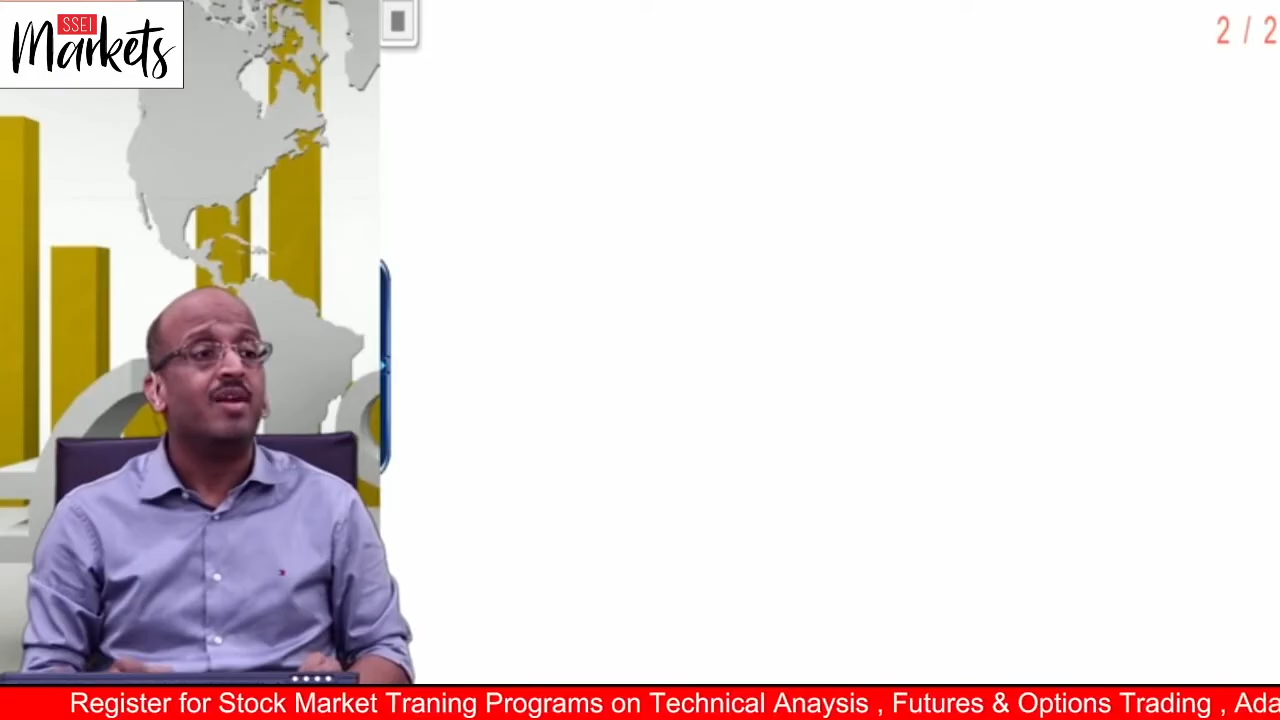 SSEI
Markets
2 / 2
Register for Stock Market Traning Programs on Technical Anaysis , Futures & Options Trading , Ada